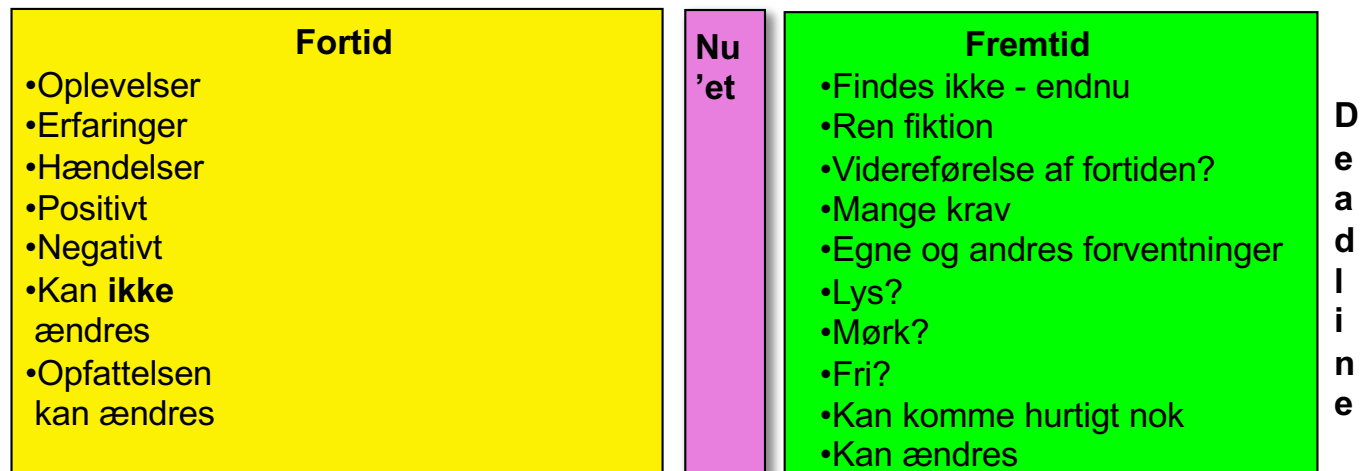 Fortid
•Oplevelser
•Erfaringer
•Hændelser
•Positivt
•Negativt
•Kan ikke
ændres
•Opfattelsen
kan ændres
Nu
’et
Fremtid
•Findes ikke - endnu
•Ren fiktion
•Videreførelse af fortiden?
•Mange krav
•Egne og andres forventninger
•Lys?
•Mørk?
•Fri?
•Kan komme hurtigt nok
•Kan ændres
D
e
a
d
l
i
n
e